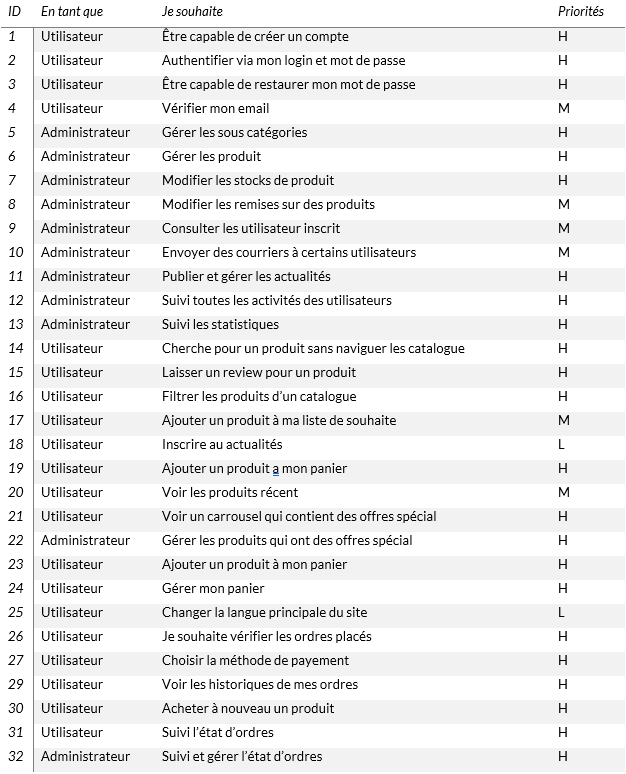 ID En tant que Je souhaite Priorités
1 Utilisateur Être capable de créer un compte H
2 Utilisateur Authentifier via mon login et mot de passe H
3 Utilisateur Être capable de restaurer mon mot de passe H
4 Utilisateur Vérifier mon email M
5 Administrateur Gérer les sous catégories H
6 Administrateur Gérer les produit H
7 Administrateur Modifier les stocks de produit H
8 Administrateur Modifier les remises sur des produits M
9 Administrateur Consulter les utilisateur inscrit M
10 Administrateur Envoyer des courriers à certains utilisateurs M
11 Administrateur Publier et gérer les actualités H
12 Administrateur Suivi toutes les activités des utilisateurs H
13 Administrateur Suivi les statistiques H
14 Utilisateur Cherche pour un produit sans naviguer les catalogue H
15 Utilisateur Laisser un review pour un produit H
16 Utilisateur Filtrer les produits d’un catalogue H
17 Utilisateur Ajouter un produit à ma liste de souhaite M
18 Utilisateur Inscrire au actualités L
19 Utilisateur Ajouter un produit a mon panier H
20 Utilisateur Voir les produits récent M
21 Utilisateur Voir un carrousel qui contient des offres spécial H
22 Administrateur Gérer les produits qui ont des offres spécial H
23 Utilisateur Ajouter un produit à mon panier H
24 Utilisateur Gérer mon panier H
25 Utilisateur Changer la langue principale du site L
26 Utilisateur Je souhaite vérifier les ordres placés H
27 Utilisateur Choisir la méthode de payement H
29 Utilisateur Voir les historiques de mes ordres H
30 Utilisateur Acheter à nouveau un produit H
31 Utilisateur Suivi l’état d’ordres H
32 Administrateur Suivi et gérer l’état d’ordres H